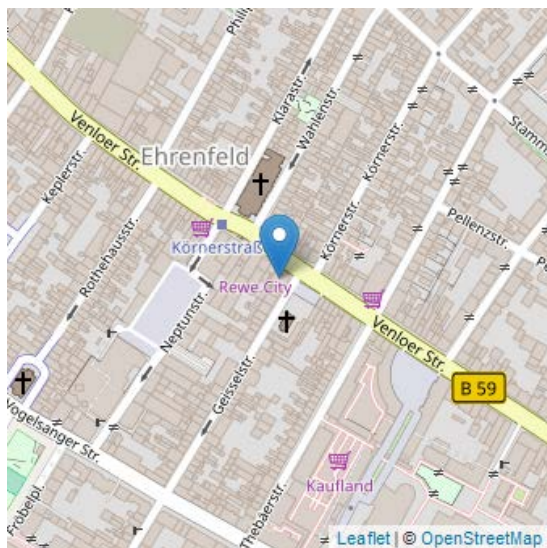 Philip
Klarastr.
Wahlenstr.
Venloer Str.
Ehrenfeld
Körnerstr.
Stamm
Keplerstr.
Pellenzstr.
Körnerstraß
Körnerstr.
Rothehausstr.
Rewe City
Neptunstr.
Venloer Str.
Geisselstr.
B 59
Vogelsanger Str.
Kaufland
Fröbelpl.
Thebäerstr.
Leaflet | © OpenStreetMap